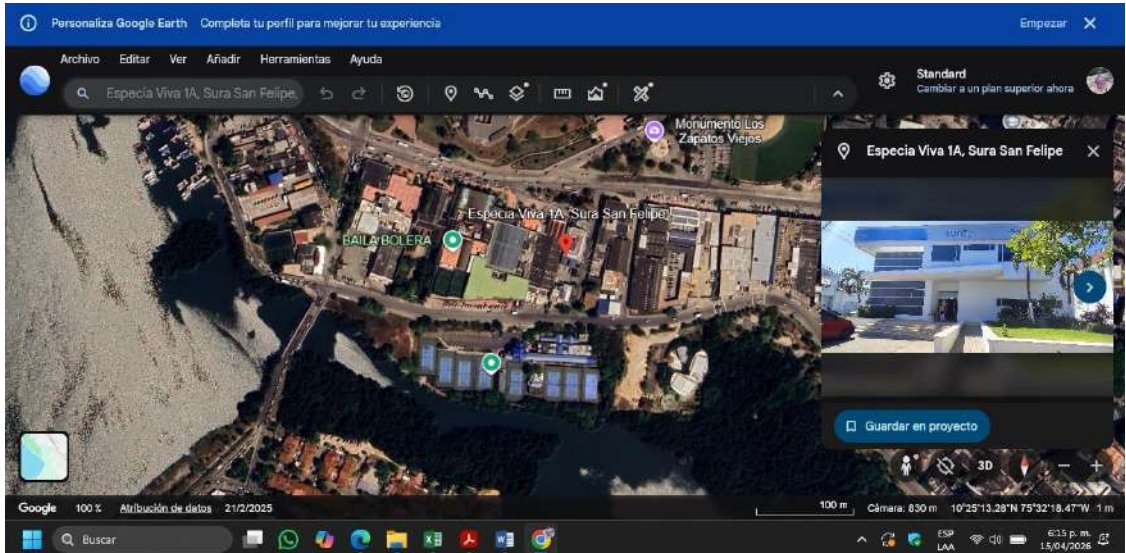 Personaliza Google Earth Completa tu perfil para mejorar tu experiencia
Empezar
Archivo Editar Ver Añadir Herramientas Ayuda
Especia Viva 1A, Sura San Felipe,
Standard
Cambiar a un plan superior ahora
Monumento Los
Zapatos Viejos
Especia Viva 1A, Sura San Felipe
Especia Viva 1A, Sura San Felipe
BAILA BOLERA
Guardar en proyecto
3D
Google 100 % Atribución de datos 21/2/2025
100 m
Cámara: 830 m 10°25'13.28"N 75°32'18.47"W 1 m
Buscar
ESP
LAA
6:15 p. m.
15/04/2026